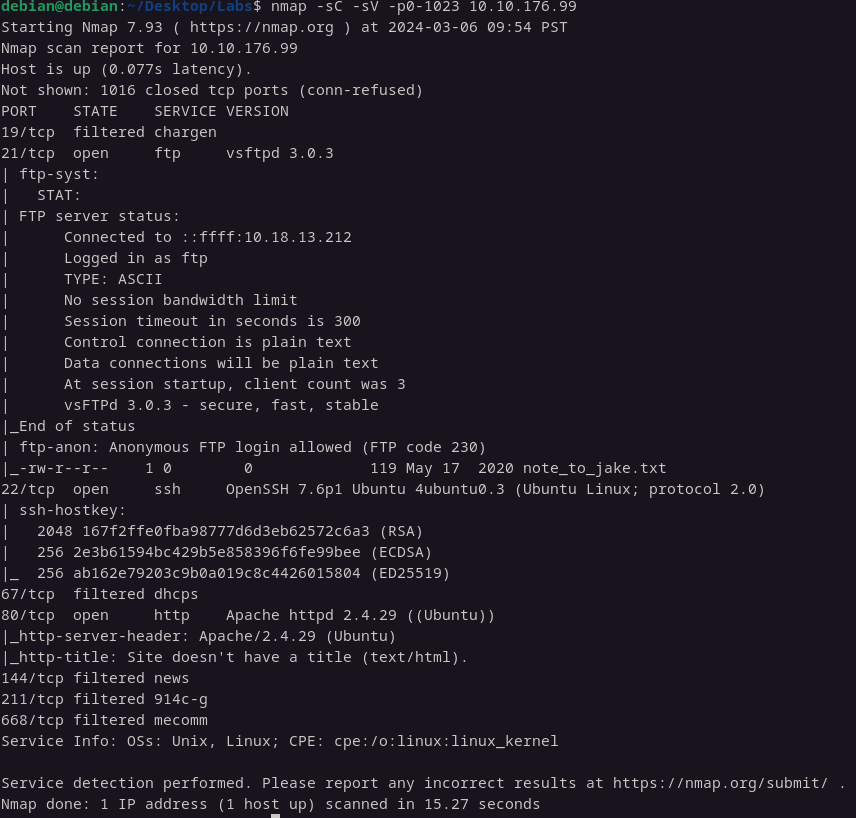 debian@debian:~/Desktop/Labs$ nmap -sC -sV -p0-1023 10.10.176.99
Starting Nmap 7.93 ( https://nmap.org ) at 2024-03-06 09:54 PST
Nmap scan report for 10.10.176.99
Host is up (0.077s latency).
Not shown: 1016 closed tcp ports (conn-refused)
PORT    STATE    SERVICE VERSION
19/tcp  filtered chargen
21/tcp  open     ftp     vsftpd 3.0.3
| ftp-syst:
|   STAT:
| FTP server status:
|      Connected to ::ffff:10.18.13.212
|      Logged in as ftp
|      TYPE: ASCII
|      No session bandwidth limit
|      Session timeout in seconds is 300
|      Control connection is plain text
|      Data connections will be plain text
|      At session startup, client count was 3
|      vsFTPd 3.0.3 - secure, fast, stable
|_End of status
| ftp-anon: Anonymous FTP login allowed (FTP code 230)
|_-rw-r--r--    1 0        0             119 May 17  2020 note_to_jake.txt
22/tcp  open     ssh     OpenSSH 7.6p1 Ubuntu 4ubuntu0.3 (Ubuntu Linux; protocol 2.0)
| ssh-hostkey:
|   2048 167f2ffe0fba98777d6d3eb62572c6a3 (RSA)
|   256 2e3b61594bc429b5e858396f6fe99bee (ECDSA)
|_  256 ab162e79203c9b0a019c8c4426015804 (ED25519)
67/tcp  filtered dhcps
80/tcp  open     http    Apache httpd 2.4.29 ((Ubuntu))
|_http-server-header: Apache/2.4.29 (Ubuntu)
|_http-title: Site doesn't have a title (text/html).
144/tcp filtered news
211/tcp filtered 914c-g
668/tcp filtered mecomm
Service Info: OSs: Unix, Linux; CPE: cpe:/o:linux:linux_kernel

Service detection performed. Please report any incorrect results at https://nmap.org/submit/ .
Nmap done: 1 IP address (1 host up) scanned in 15.27 seconds